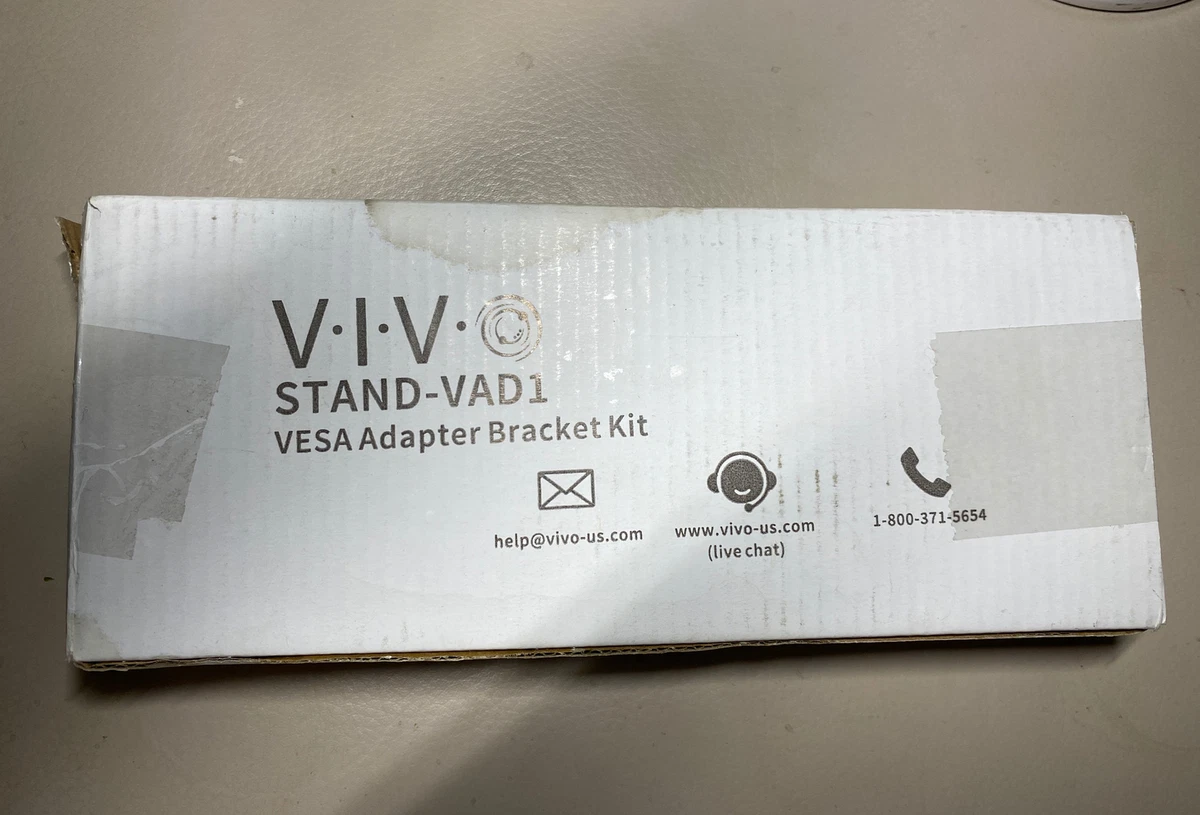 V·I·V·O
STAND-VAD1
VESA Adapter Bracket Kit
help@vivo-us.com
www.vivo-us.com
(live chat)
1-800-371-5654